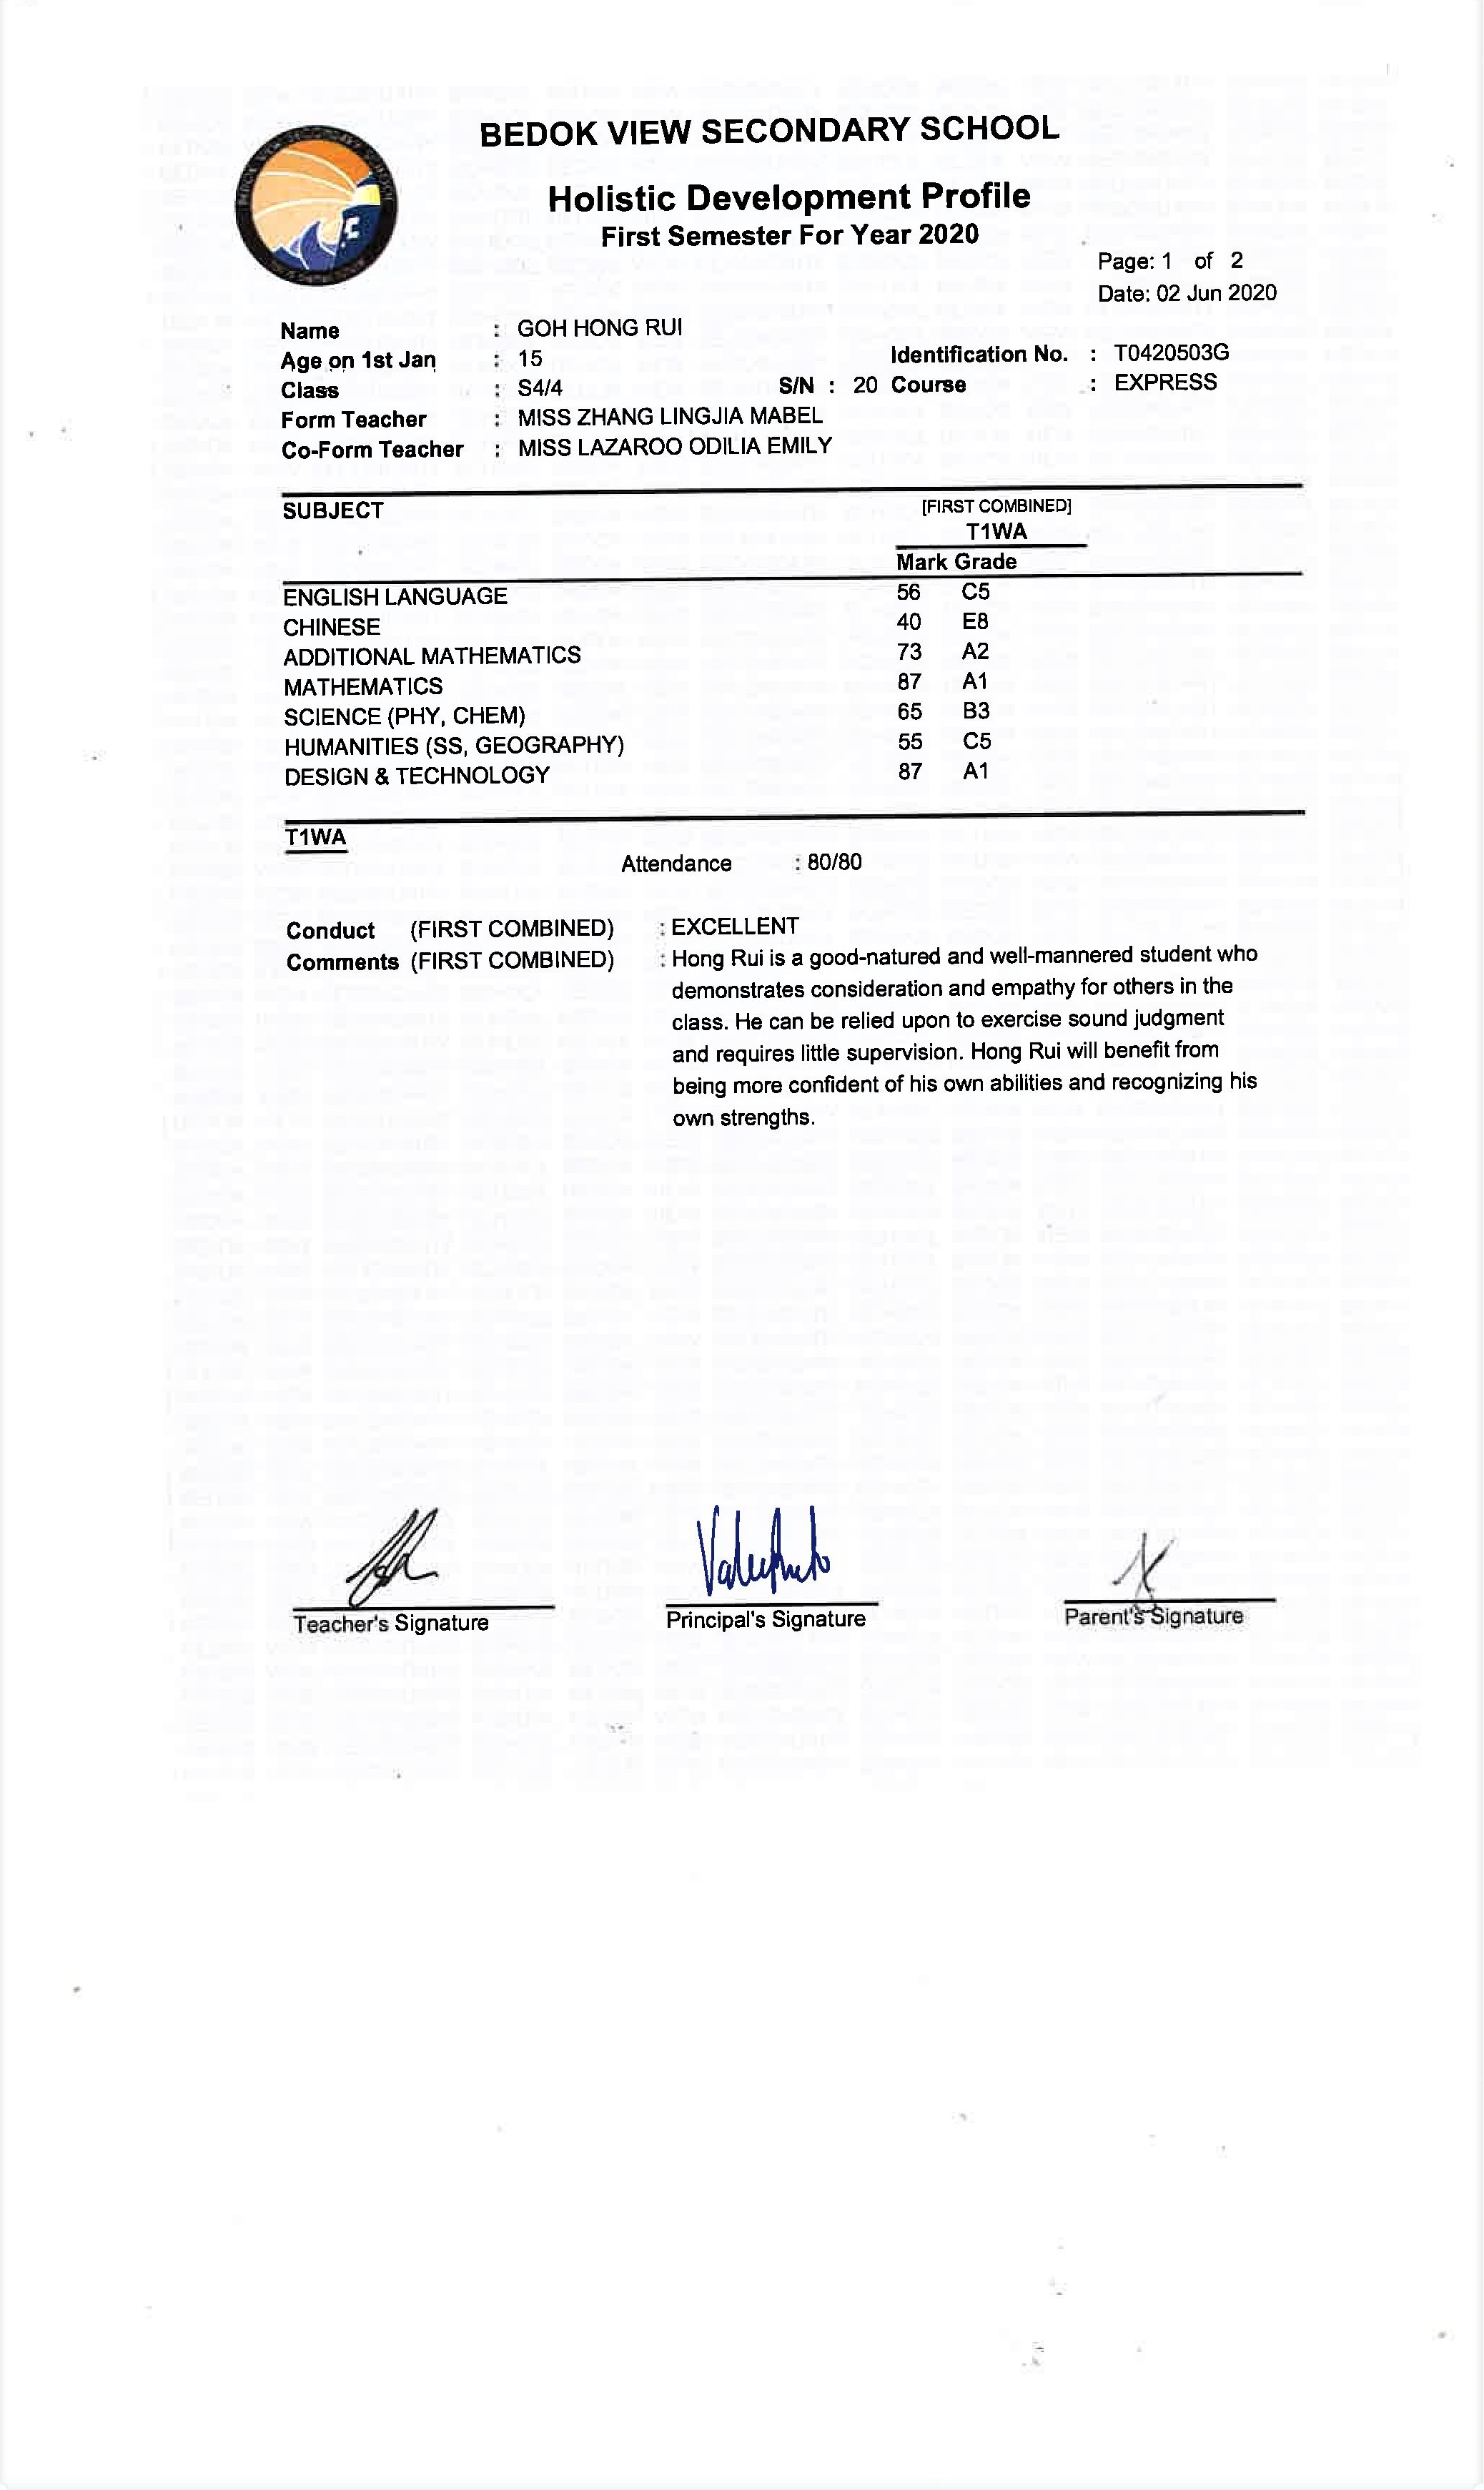 BEDOK VIEW SECONDARY SCHOOL
Holistic Development Profile
First Semester For Year 2020
Page: 1 of 2
Date: 02 Jun 2020
Name : GOH HONG RUI
Age on 1st Jan : 15 Identification No. : T0420503G
Class : S4/4 S/N : 20 Course : EXPRESS
Form Teacher : MISS ZHANG LINGJIA MABEL
Co-Form Teacher : MISS LAZAROO ODILIA EMILY
SUBJECT [FIRST COMBINED]
T1WA
Mark Grade
ENGLISH LANGUAGE 56 C5
CHINESE 40 E8
ADDITIONAL MATHEMATICS 73 A2
MATHEMATICS 87 A1
SCIENCE (PHY, CHEM) 65 B3
HUMANITIES (SS, GEOGRAPHY) 55 C5
DESIGN & TECHNOLOGY 87 A1
T1WA
Attendance : 80/80
Conduct (FIRST COMBINED) : EXCELLENT
Comments (FIRST COMBINED) : Hong Rui is a good-natured and well-mannered student who
demonstrates consideration and empathy for others in the
class. He can be relied upon to exercise sound judgment
and requires little supervision. Hong Rui will benefit from
being more confident of his own abilities and recognizing his
own strengths.
Teacher's Signature Principal's Signature Parent's Signature